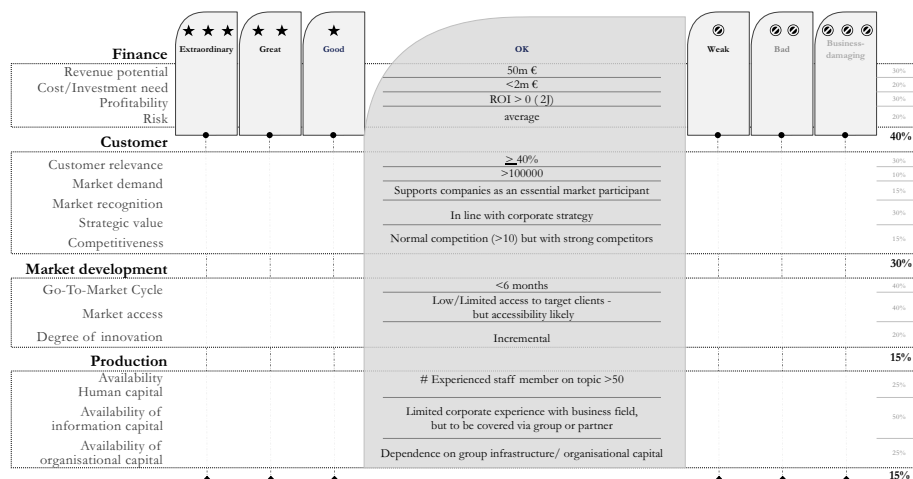 Finance
Extraordinary
Great
Good
OK
Weak
Bad
Business-
damaging
Revenue potential
50m €
30%
Cost/Investment need
<2m €
20%
Profitability
ROI > 0 ( 2J)
30%
Risk
average
20%
Customer
40%
Customer relevance
> 40%
30%
Market demand
>100000
10%
Market recognition
Supports companies as an essential market participant
15%
Strategic value
In line with corporate strategy
30%
Competitiveness
Normal competition (>10) but with strong competitors
15%
Market development
30%
Go-To-Market Cycle
<6 months
40%
Market access
Low/Limited access to target clients -
but accessibility likely
40%
Degree of innovation
Incremental
20%
Production
15%
Availability
Human capital
# Experienced staff member on topic >50
25%
Availability of
information capital
Limited corporate experience with business field,
but to be covered via group or partner
50%
Availability of
organisational capital
Dependence on group infrastructure/ organisational capital
25%
15%